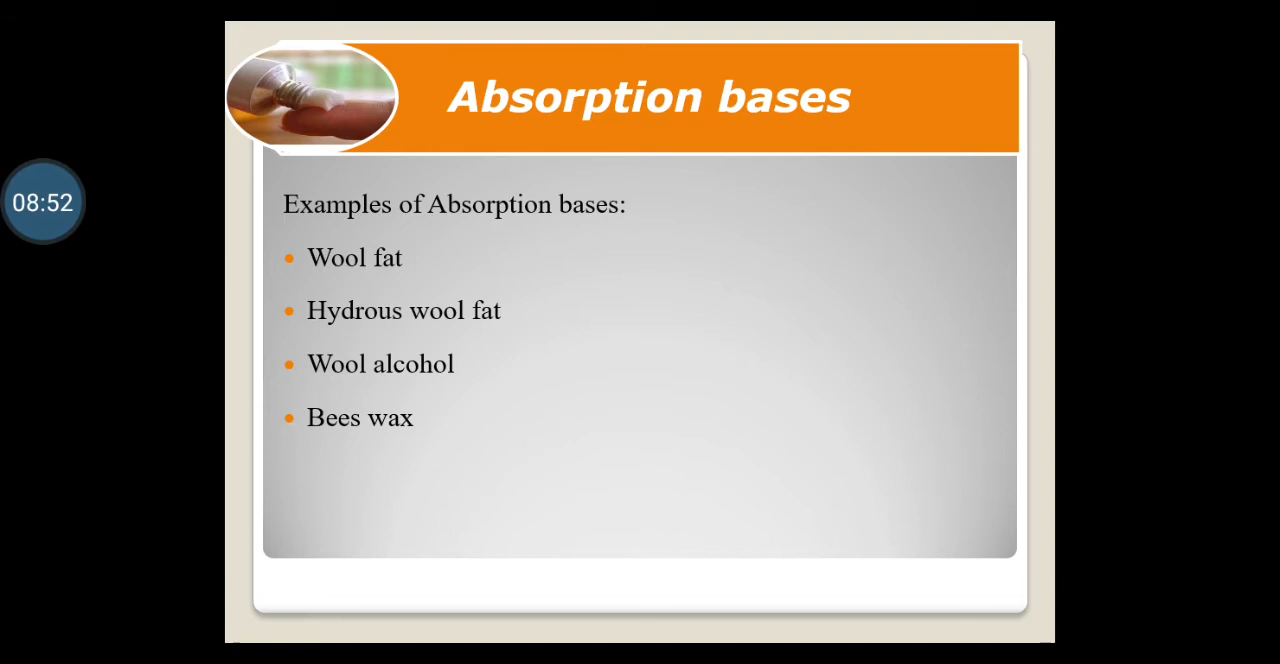 Absorption bases
08:52
Examples of Absorption bases:
Wool fat
Hydrous wool fat
Wool alcohol
Bees wax